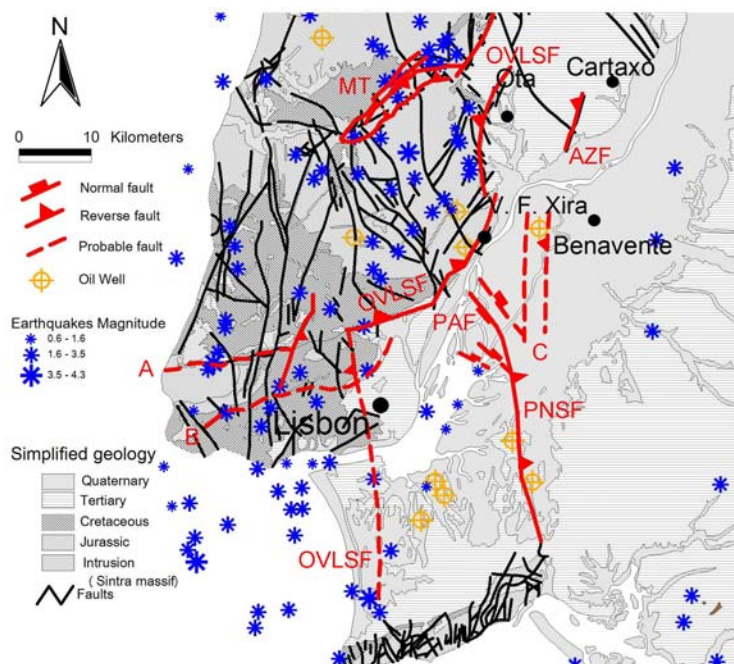 N
0 10 Kilometers
Normal fault
Reverse fault
Probable fault
Oil Well
Earthquakes Magnitude
0.6 - 1.6
1.6 - 3.5
3.5 - 4.3
Simplified geology
Quaternary
Tertiary
Cretaceous
Jurassic
Intrusion
( Sintra massif)
Faults
MT
OVLSF
Ota
Cartaxo
AZF
V. F. Xira
Benavente
OVLSF
PAF
C
A
PNSF
B
Lisbon
OVLSF